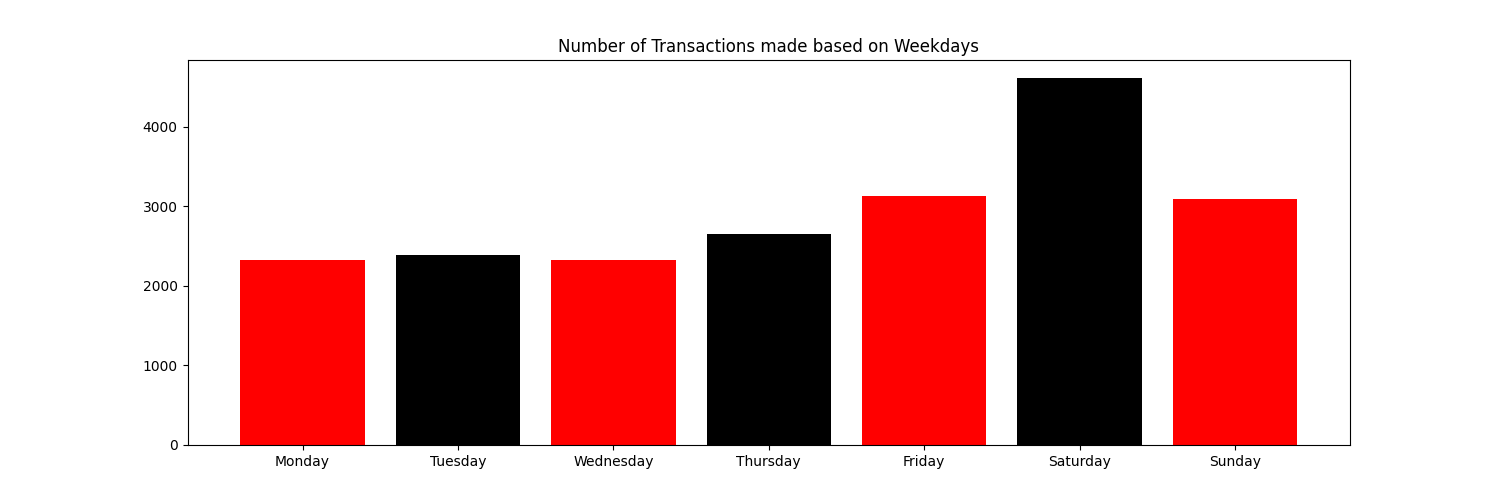 Number of Transactions made based on Weekdays
4000
3000
2000
1000
0
Monday Tuesday Wednesday Thursday Friday Saturday Sunday